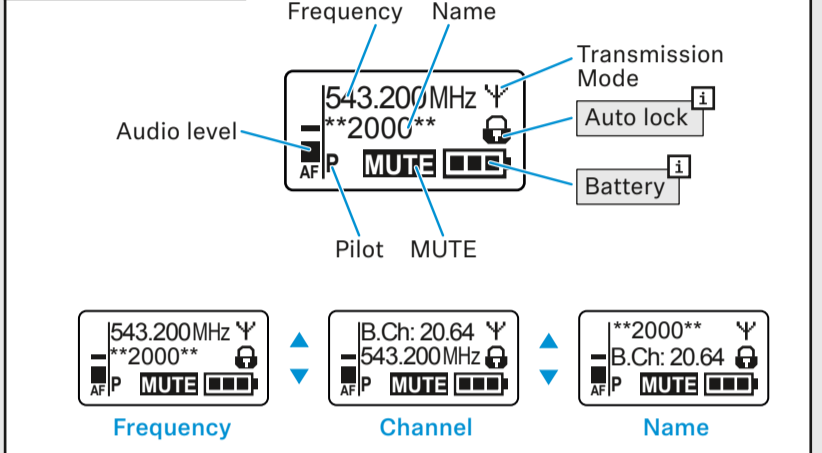 Frequency Name
Transmission
Mode
543.200MHz
**2000**
Auto lock i
Audio level
AF P MUTE
Battery i
Pilot MUTE
543.200MHz
**2000**
AF P MUTE
Frequency
B.Ch: 20.64
543.200MHz
AF P MUTE
Channel
**2000**
B.Ch: 20.64
AF P MUTE
Name